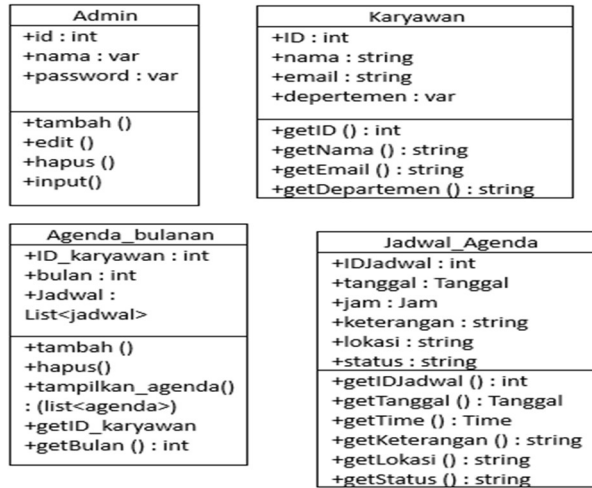 Admin
+id : int
+nama : var
+password : var
+tambah ()
+edit ()
+hapus ()
+input()
Karyawan
+ID : int
+nama : string
+email : string
+depertemen : var
+getID () : int
+getNama () : string
+getEmail () : string
+getDepartemen () : string
Agenda_bulanan
+ID_karyawan : int
+bulan : int
+Jadwal :
List<jadwal>
+tambah ()
+hapus()
+tampilkan_agenda()
: (list<agenda>)
+getID_karyawan
+getBulan () : int
Jadwal_Agenda
+IDJadwal : int
+tanggal : Tanggal
+jam : Jam
+keterangan : string
+lokasi : string
+status : string
+getIDJadwal () : int
+getTanggal () : Tanggal
+getTime () : Time
+getKeterangan () : string
+getLokasi () : string
+getStatus () : string